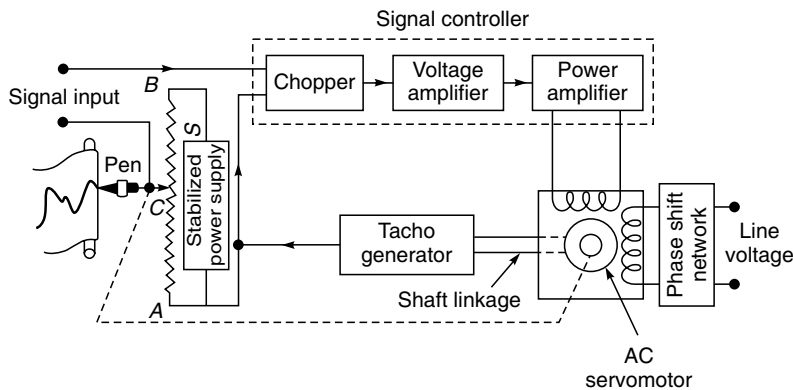 Signal controller
B
Chopper
Voltage
amplifier
Power
amplifier
Signal input
S
Pen
C
Stabilized
power supply
Tacho
generator
Shaft linkage
Phase shift
network
Line
voltage
A
AC
servomotor